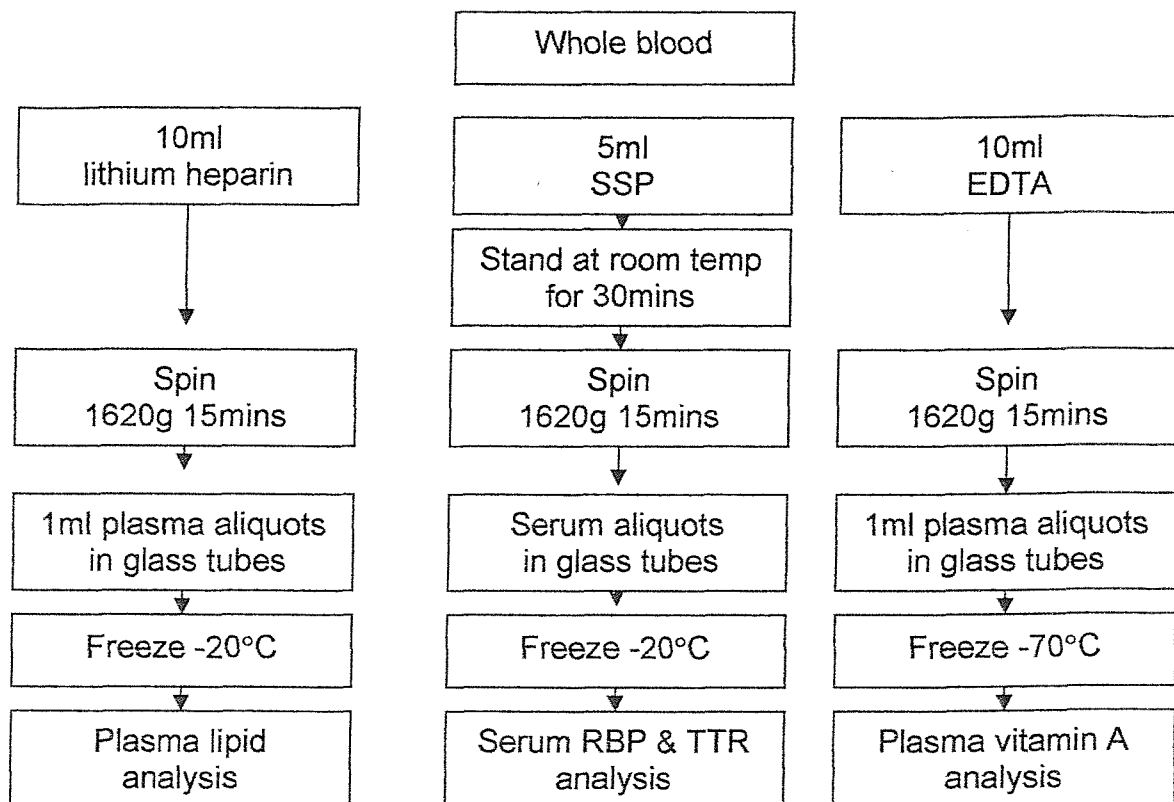 Whole blood
10ml
lithium heparin
5ml
SSP
10ml
EDTA
Stand at room temp
for 30mins
Spin
1620g 15mins
Spin
1620g 15mins
Spin
1620g 15mins
1ml plasma aliquots
in glass tubes
Serum aliquots
in glass tubes
1ml plasma aliquots
in glass tubes
Freeze -20°C
Freeze -20°C
Freeze -70°C
Plasma lipid
analysis
Serum RBP & TTR
analysis
Plasma vitamin A
analysis